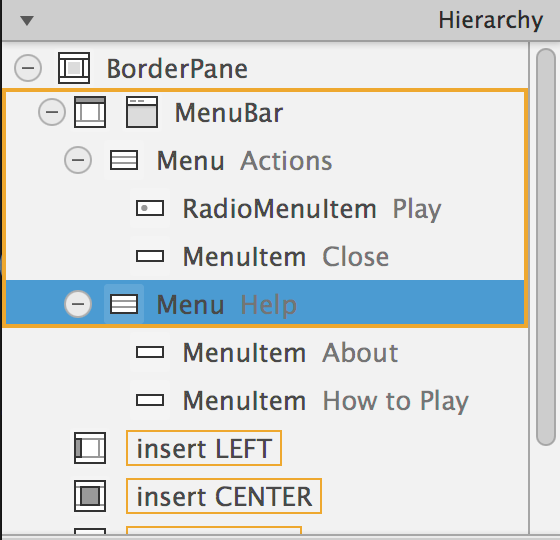 Hierarchy
BorderPane
MenuBar
Menu Actions
RadioMenuItem Play
MenuItem Close
Menu Help
MenuItem About
MenuItem How to Play
insert LEFT
insert CENTER